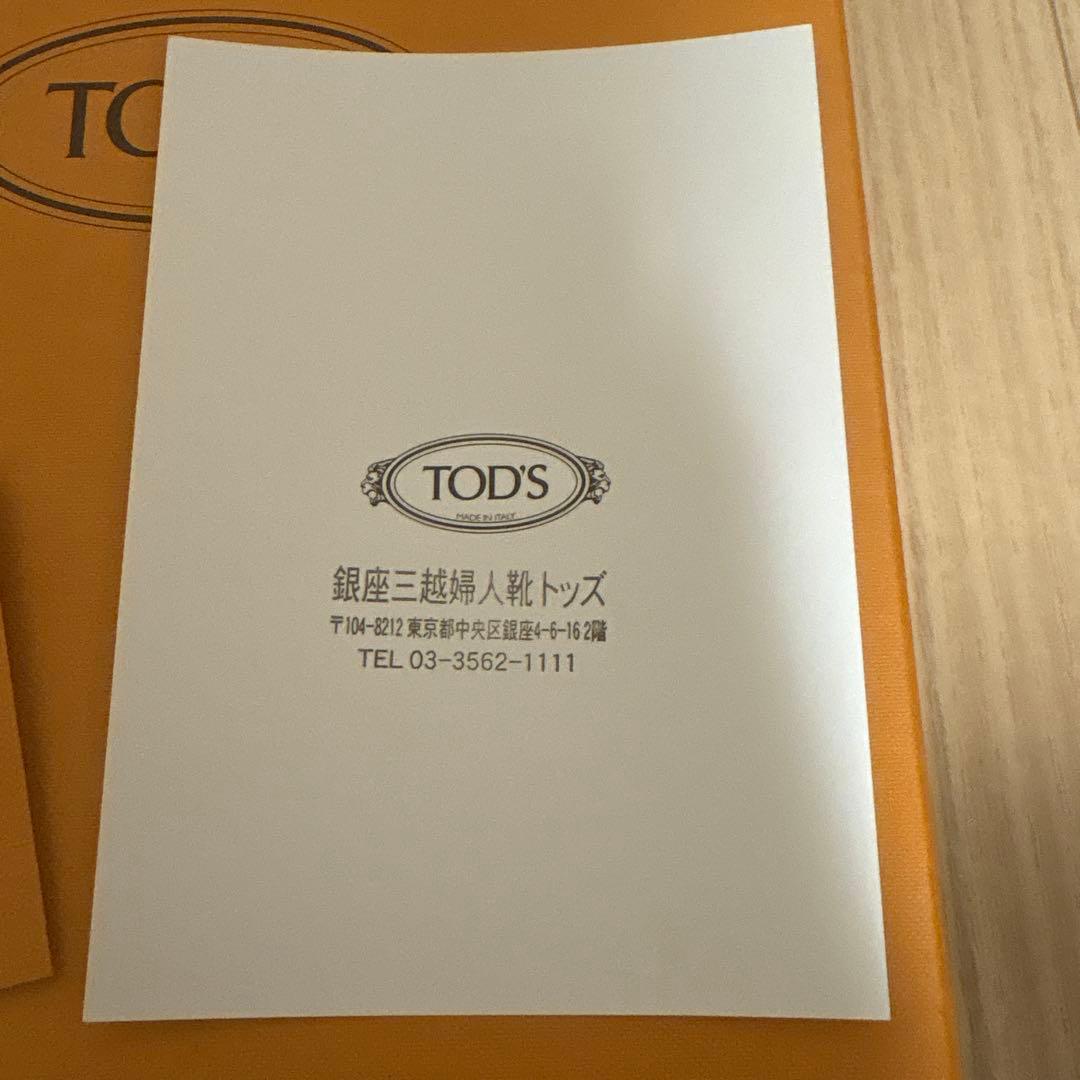 TO
TOD'S
MADE IN ITALY
銀座三越婦人靴トッズ
〒104-8212 東京都中央区銀座4-6-16 2階
TEL 03-3562-1111